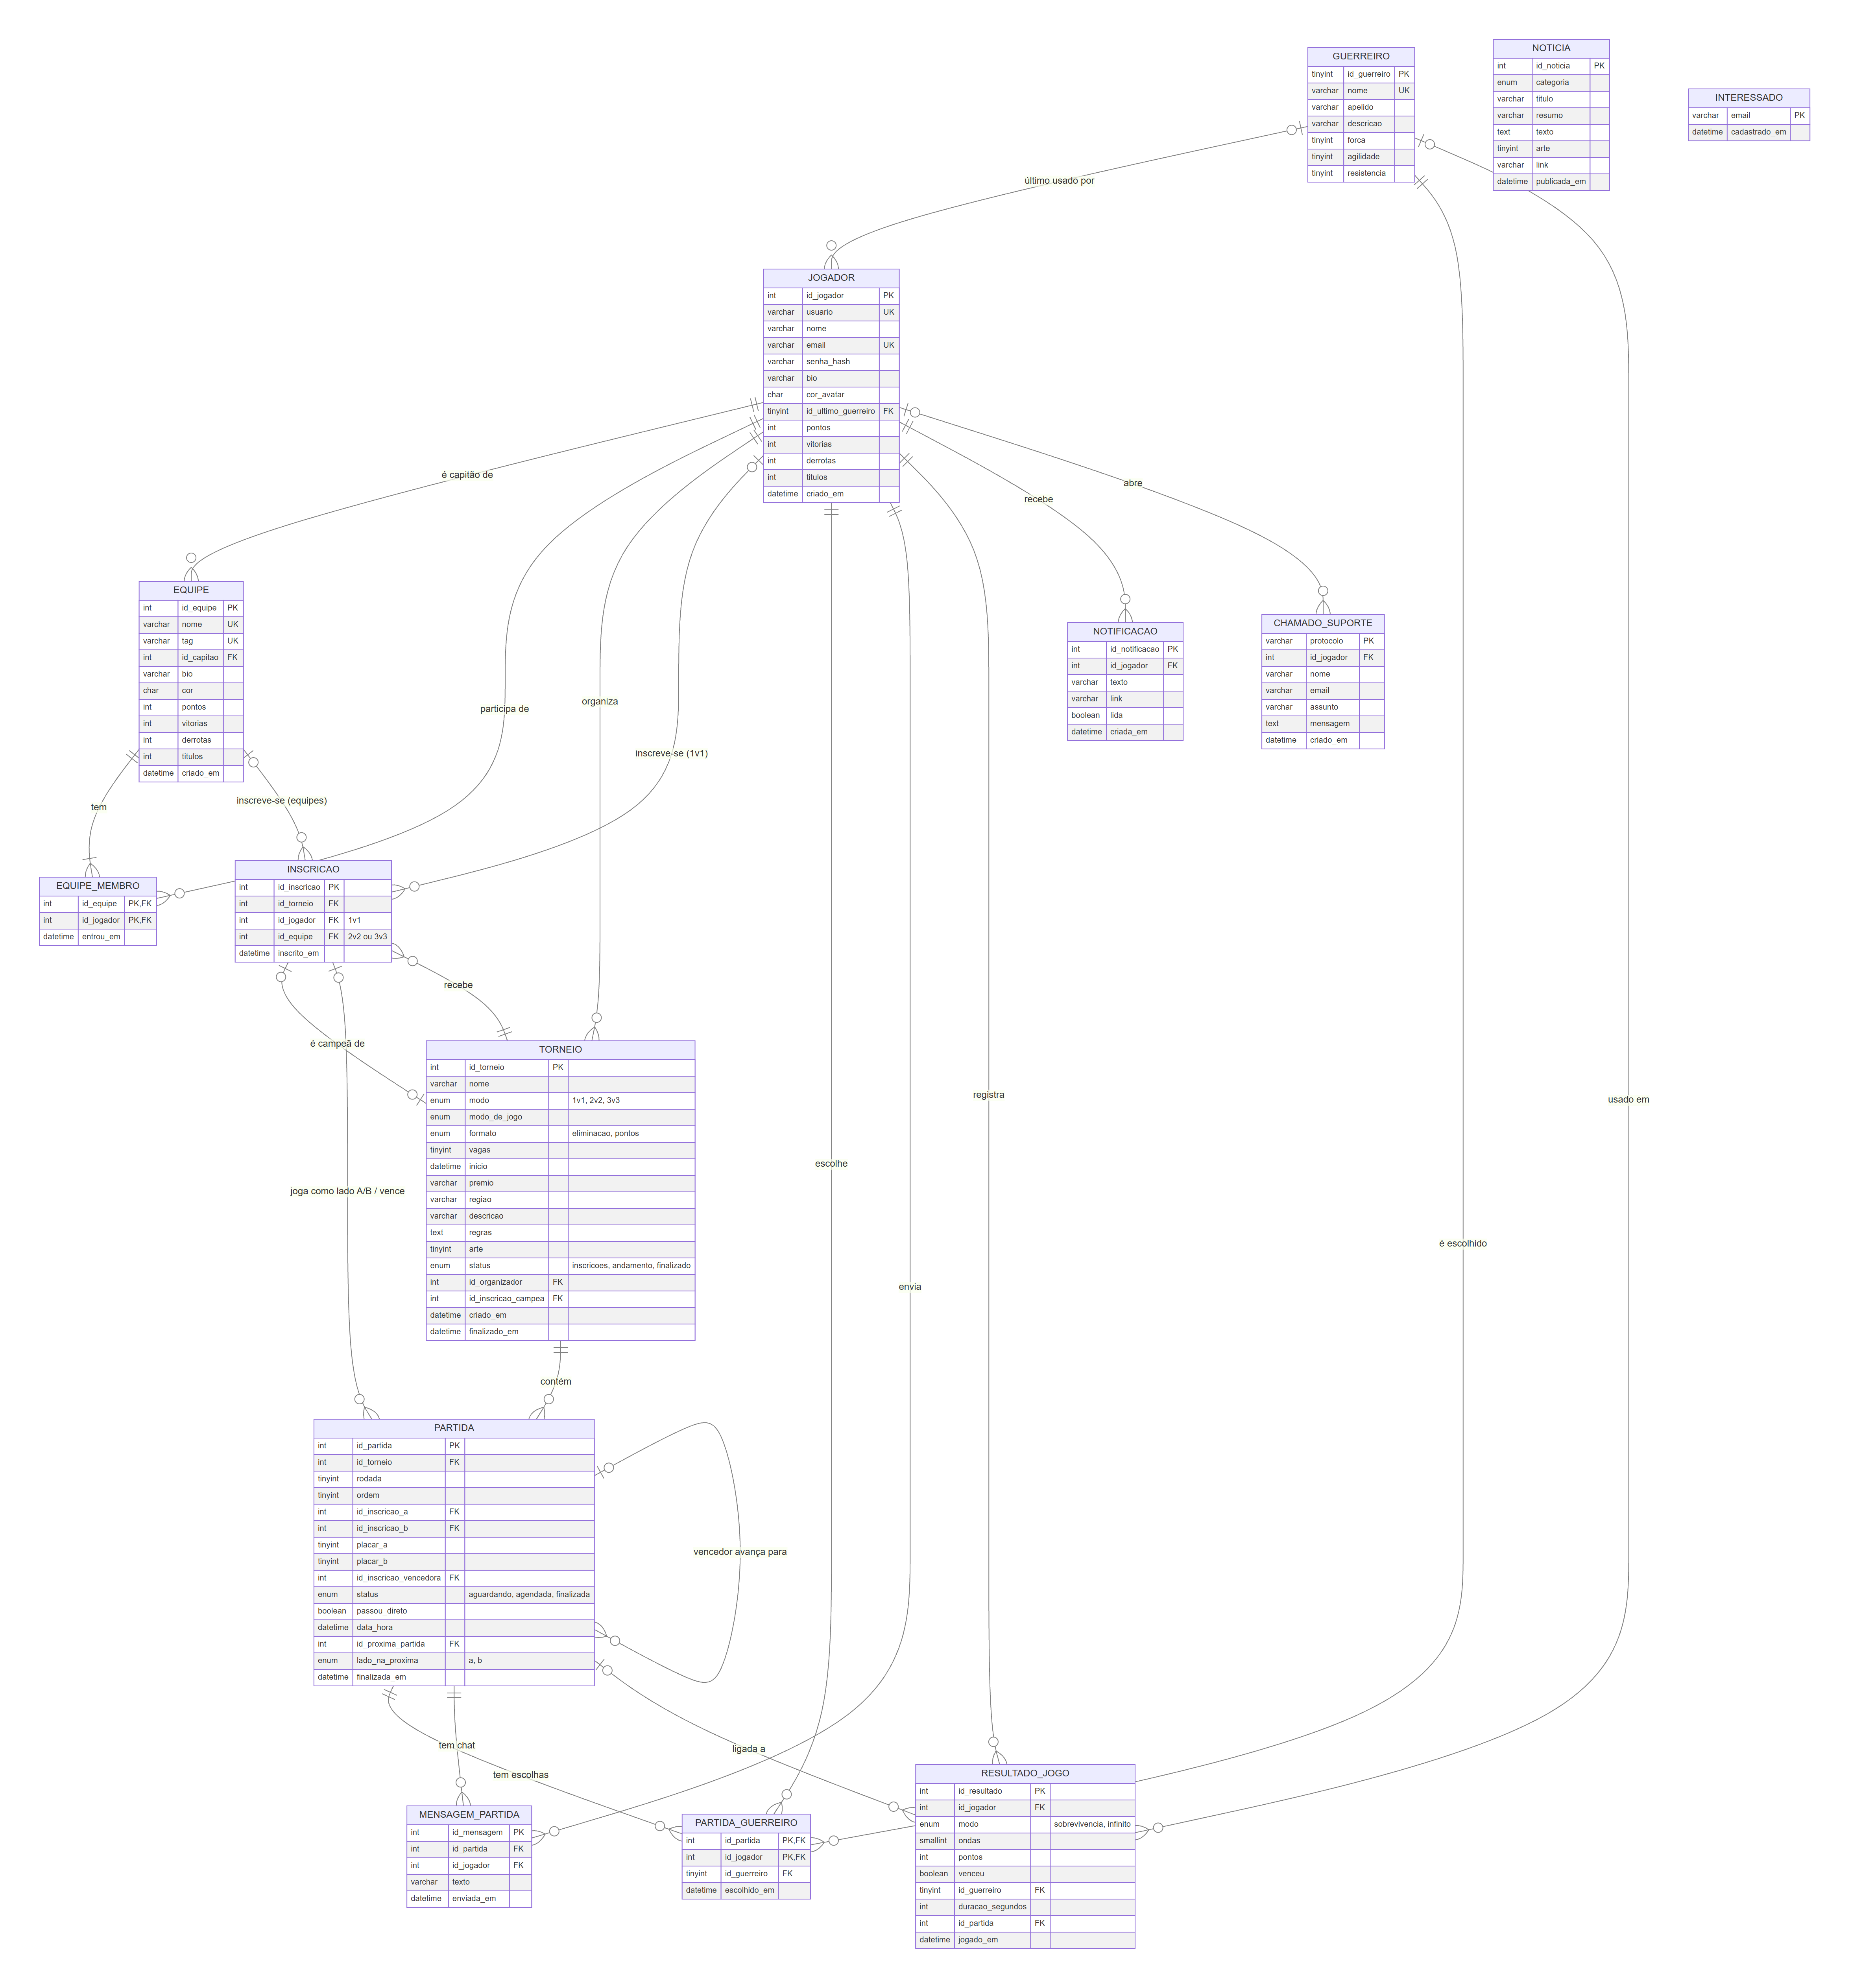 GUERREIRO
tinyint id_guerreiro PK
varchar nome UK
varchar apelido
varchar descricao
tinyint forca
tinyint agilidade
tinyint resistencia
NOTICIA
int id_noticia PK
enum categoria
varchar titulo
varchar resumo
text texto
tinyint arte
varchar link
datetime publicada_em
INTERESSADO
varchar email PK
datetime cadastrado_em
último usado por
JOGADOR
int id_jogador PK
varchar usuario UK
varchar nome
varchar email UK
varchar senha_hash
varchar bio
char cor_avatar
tinyint id_ultimo_guerreiro FK
int pontos
int vitorias
int derrotas
int titulos
datetime criado_em
é capitão de
recebe
abre
EQUIPE
int id_equipe PK
varchar nome UK
varchar tag UK
int id_capitao FK
varchar bio
char cor
int pontos
int vitorias
int derrotas
int titulos
datetime criado_em
NOTIFICACAO
int id_notificacao PK
int id_jogador FK
varchar texto
varchar link
boolean lida
datetime criada_em
CHAMADO_SUPORTE
varchar protocolo PK
int id_jogador FK
varchar nome
varchar email
varchar assunto
text mensagem
datetime criado_em
participa de
organiza
inscreve-se (1v1)
tem
inscreve-se (equipes)
EQUIPE_MEMBRO
int id_equipe PK,FK
int id_jogador PK,FK
datetime entrou_em
INSCRICAO
int id_inscricao PK
int id_torneio FK
int id_jogador FK 1v1
int id_equipe FK 2v2 ou 3v3
datetime inscrito_em
recebe
é campeã de
TORNEIO
int id_torneio PK
varchar nome
enum modo 1v1, 2v2, 3v3
enum modo_de_jogo
enum formato eliminacao, pontos
tinyint vagas
datetime inicio
varchar premio
varchar regiao
varchar descricao
text regras
tinyint arte
enum status inscricoes, andamento, finalizado
int id_organizador FK
int id_inscricao_campea FK
datetime criado_em
datetime finalizado_em
registra
usado em
escolhe
joga como lado A/B / vence
é escolhido
envia
contém
PARTIDA
int id_partida PK
int id_torneio FK
tinyint rodada
tinyint ordem
int id_inscricao_a FK
int id_inscricao_b FK
tinyint placar_a
tinyint placar_b
int id_inscricao_vencedora FK
enum status aguardando, agendada, finalizada
boolean passou_direto
datetime data_hora
int id_proxima_partida FK
enum lado_na_proxima a, b
datetime finalizada_em
vencedor avança para
tem chat
ligada a
tem escolhas
MENSAGEM_PARTIDA
int id_mensagem PK
int id_partida FK
int id_jogador FK
varchar texto
datetime enviada_em
PARTIDA_GUERREIRO
int id_partida PK,FK
int id_jogador PK,FK
tinyint id_guerreiro FK
datetime escolhido_em
RESULTADO_JOGO
int id_resultado PK
int id_jogador FK
enum modo sobrevivencia, infinito
smallint ondas
int pontos
boolean venceu
tinyint id_guerreiro FK
int duracao_segundos
int id_partida FK
datetime jogado_em